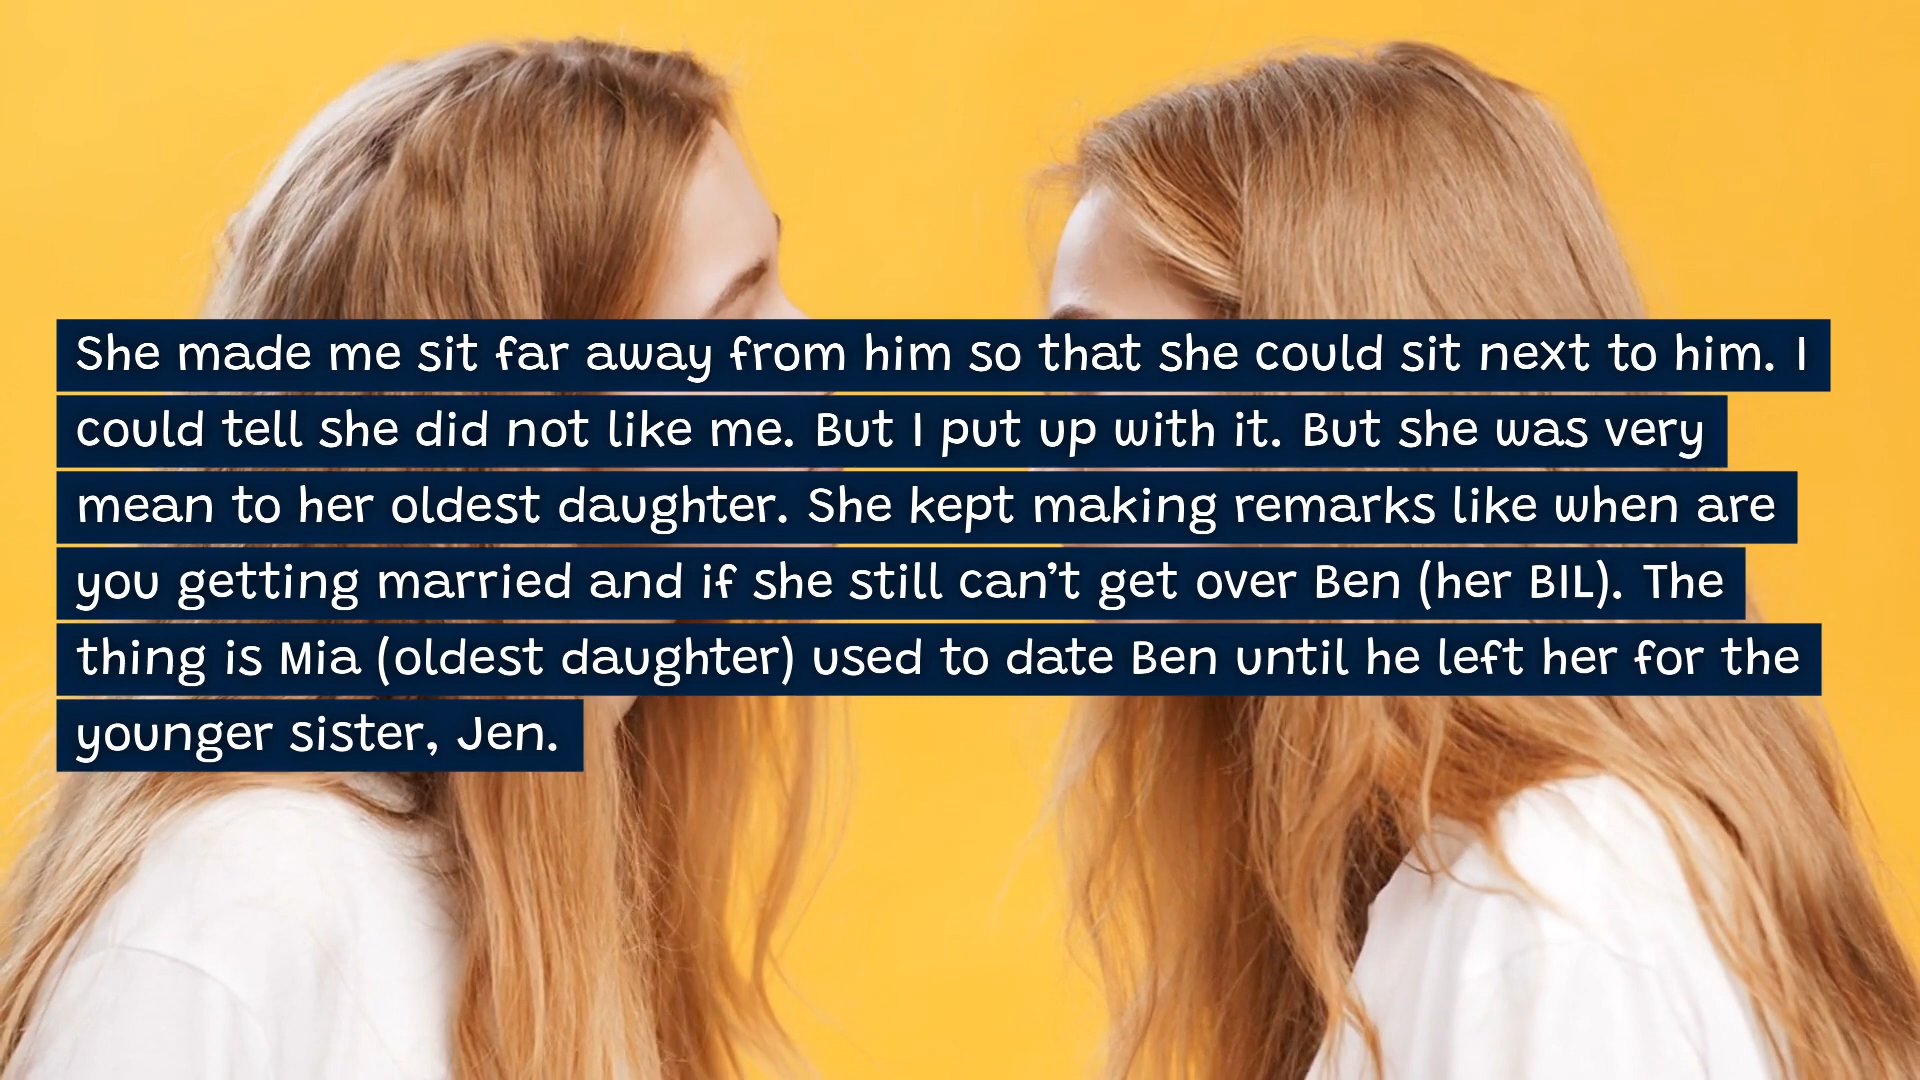 She made me sit far away from him so that she could sit next to him. I
could tell she did not like me. But I put up with it. But she was very
mean to her oldest daughter. She kept making remarks like when are
you getting married and if she still can’t get over Ben (her BIL). The
thing is Mia (oldest daughter) used to date Ben until he left her for the
younger sister, Jen.